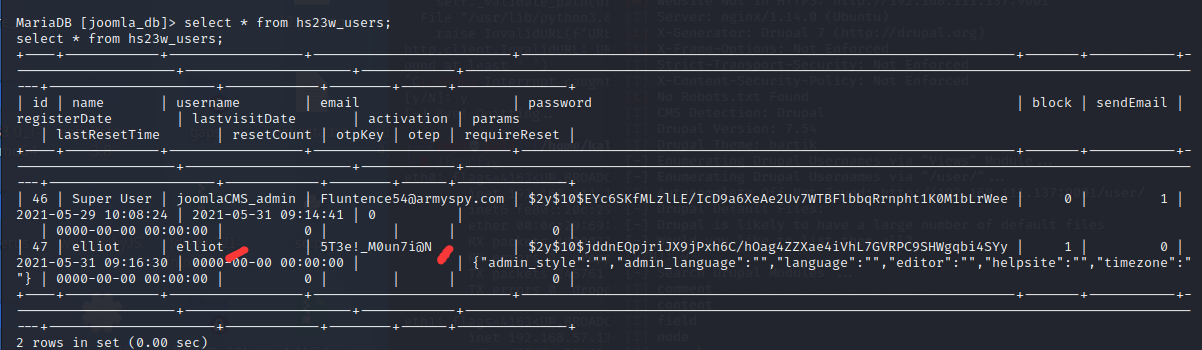 MariaDB [joomla_db]> select * from hs23w_users;
select * from hs23w_users;
| id | name | username | email | password | block | sendEmail |
registerDate | lastvisitDate | activation | params
| lastResetTime | resetCount | otpKey | otep | requireReset |
| 46 | Super User | joomlaCMS_admin | Fluntence54@armyspy.com | $2y$10$EYc6SKfMLzlLE/IcD9a6XeAe2Uv7WTBFlbbqRrnpht1K0M1bLrWee | 0 | 1 |
2021-05-29 10:08:24 | 2021-05-31 09:14:41 | 0 |
| 0000-00-00 00:00:00 | 0 | | | 0 |
| 47 | elliot | elliot | 5T3e!_M0un7i@N | $2y$10$jddnEQpjriJX9jPxh6C/hOag4ZZXae4iVhL7GVRPC9SHWgqbi4SYy | 1 | 0 |
2021-05-31 09:16:30 | 0000-00-00 00:00:00 | | {"admin_style":"","admin_language":"","language":"","editor":"","helpsite":"","timezone":"
"} | 0000-00-00 00:00:00 | 0 | | | 0 |
2 rows in set (0.00 sec)